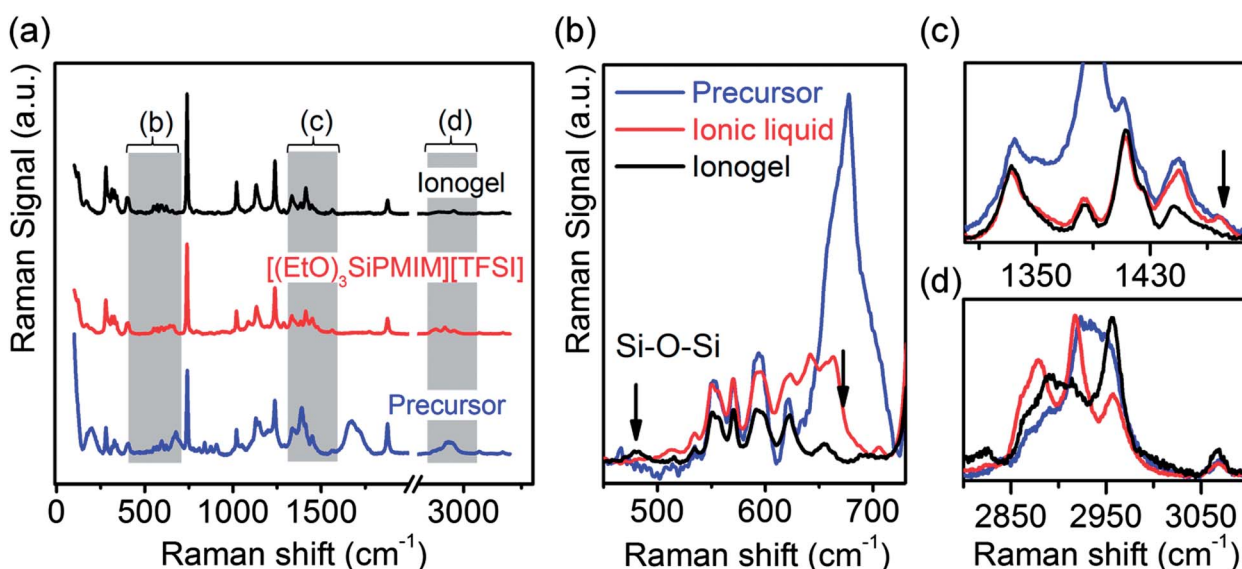 (a)
Raman Signal (a.u.)
(b)
(c)
(d)
Ionogel
[(EtO)₃SiPMIM][TFSI]
Precursor
0 500 1000 1500 3000
Raman shift (cm⁻¹)
(b)
Raman Signal (a.u.)
Precursor
Ionic liquid
Ionogel
Si-O-Si
500 600 700
Raman shift (cm⁻¹)
(c)
1350 1430
(d)
2850 2950 3050
Raman shift (cm⁻¹)